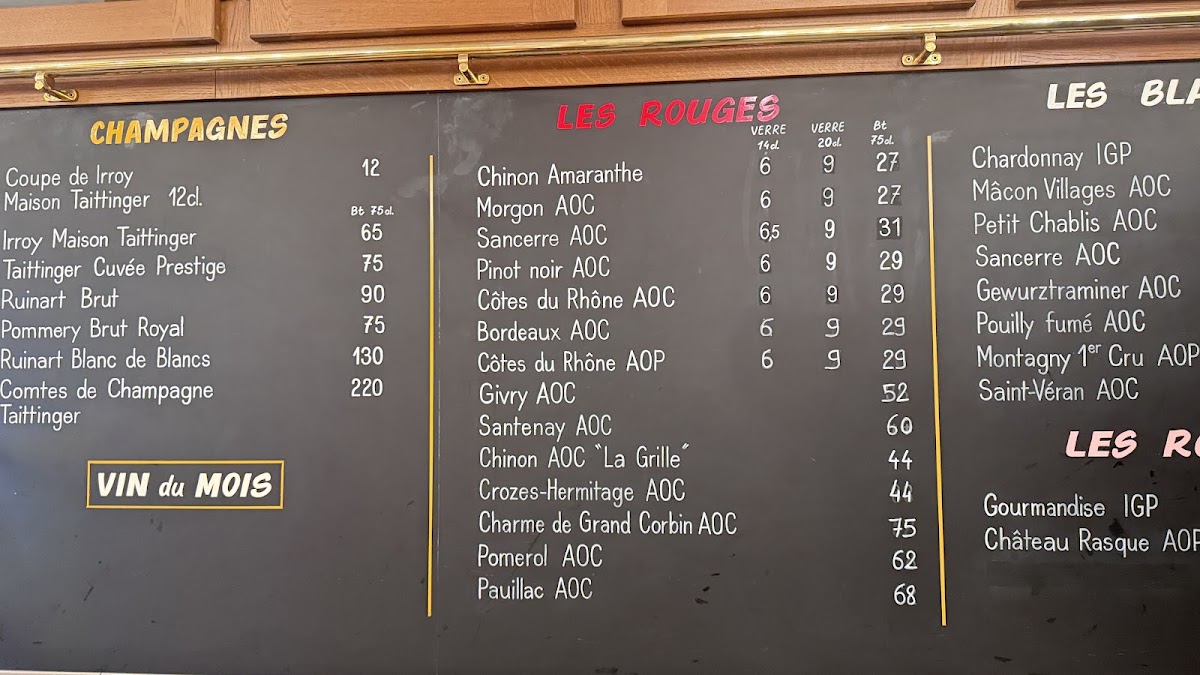 CHAMPAGNES
Coupe de Irroy 12
Maison Taittinger 12cl.
Bt 75cl.
Irroy Maison Taittinger 65
Taittinger Cuvée Prestige 75
Ruinart Brut 90
Pommery Brut Royal 75
Ruinart Blanc de Blancs 130
Comtes de Champagne 220
Taittinger
VIN du MOIS
LES ROUGES
VERRE VERRE Bt
14cl. 20cl. 75cl.
Chinon Amaranthe 6 9 27
Morgon AOC 6 9 27
Sancerre AOC 6,5 9 31
Pinot noir AOC 6 9 29
Côtes du Rhône AOC 6 9 29
Bordeaux AOC 6 9 29
Côtes du Rhône AOP 6 9 29
Givry AOC 52
Santenay AOC 60
Chinon AOC "La Grille" 44
Crozes-Hermitage AOC 44
Charme de Grand Corbin AOC 75
Pomerol AOC 62
Pauillac AOC 68
LES BLA
Chardonnay IGP
Mâcon Villages AOC
Petit Chablis AOC
Sancerre AOC
Gewurztraminer AOC
Pouilly fumé AOC
Montagny 1er Cru AOP
Saint-Véran AOC
LES RO
Gourmandise IGP
Château Rasque AOP